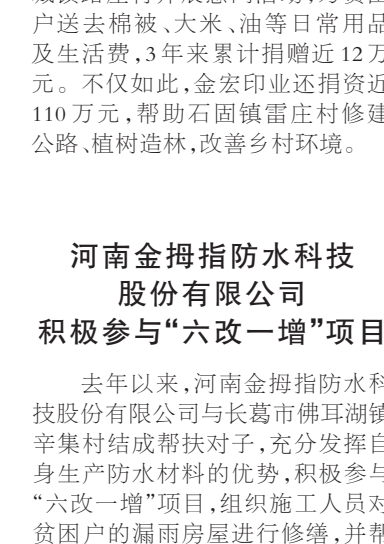 户送去棉被、大米、油等日常用品
及生活费,3年来累计捐赠近12万
元。不仅如此,金宏印业还捐资近
110万元,帮助石固镇雷庄村修建
公路、植树造林,改善乡村环境。
河南金拇指防水科技
股份有限公司
积极参与“六改一增”项目
去年以来,河南金拇指防水科
技股份有限公司与长葛市佛耳湖镇
辛集村结成帮扶对子,充分发挥自
身生产防水材料的优势,积极参与
“六改一增”项目,组织施工人员对
贫困户的漏雨房屋进行修缮,并帮